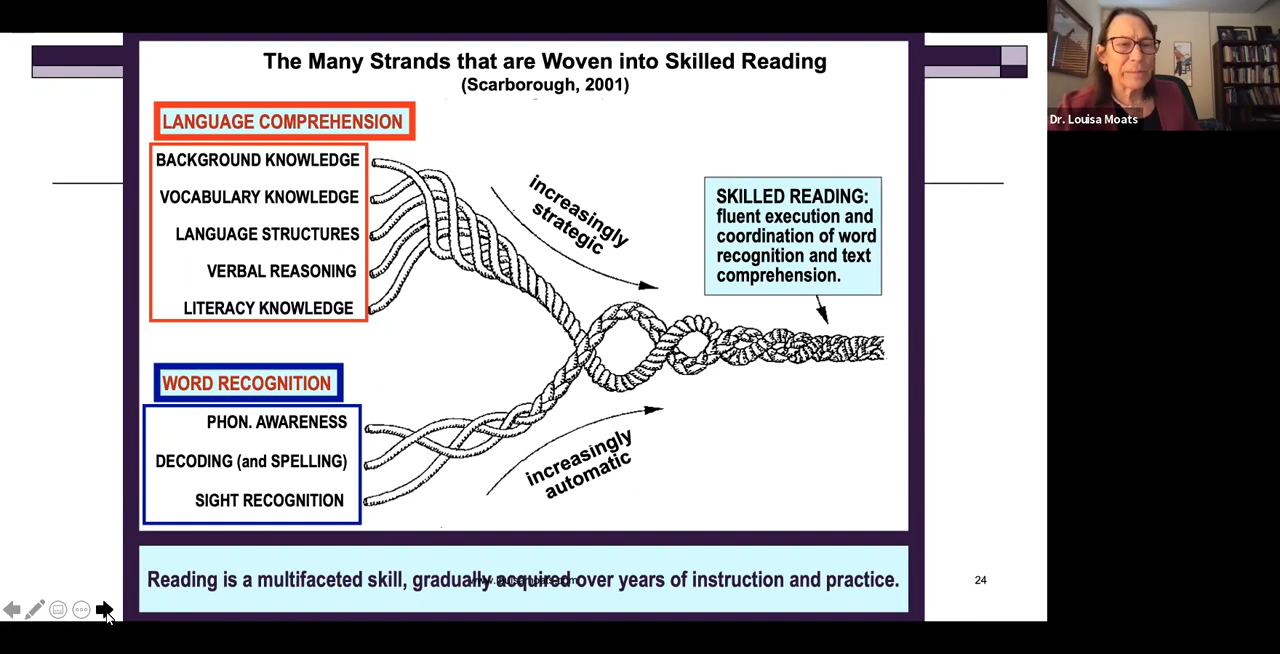 The Many Strands that are Woven into Skilled Reading
(Scarborough, 2001)
LANGUAGE COMPREHENSION
BACKGROUND KNOWLEDGE
VOCABULARY KNOWLEDGE
LANGUAGE STRUCTURES
VERBAL REASONING
LITERACY KNOWLEDGE
increasingly
strategic
SKILLED READING:
fluent execution and
coordination of word
recognition and text
comprehension.
WORD RECOGNITION
PHON. AWARENESS
DECODING (and SPELLING)
SIGHT RECOGNITION
increasingly
automatic
Reading is a multifaceted skill, gradually acquired over years of instruction and practice.
24
Dr. Louisa Moats